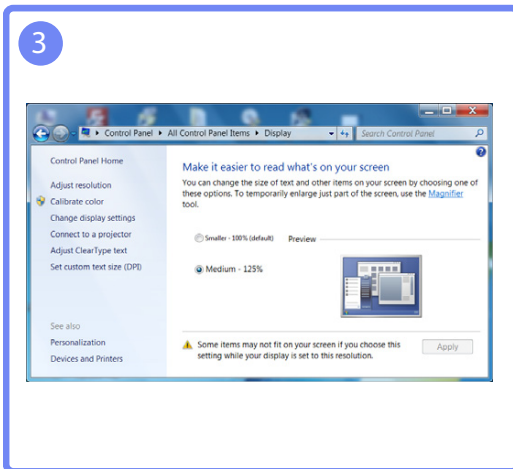 3
Control Panel ▸ All Control Panel Items ▸ Display
Search Control Panel
Control Panel Home
Adjust resolution
Calibrate color
Change display settings
Connect to a projector
Adjust ClearType text
Set custom text size (DPI)
See also
Personalization
Devices and Printers
Make it easier to read what's on your screen
You can change the size of text and other items on your screen by choosing one of
these options. To temporarily enlarge just part of the screen, use the Magnifier
tool.
Smaller - 100% (default)
Preview
Medium - 125%
Some items may not fit on your screen if you choose this
setting while your display is set to this resolution.
Apply